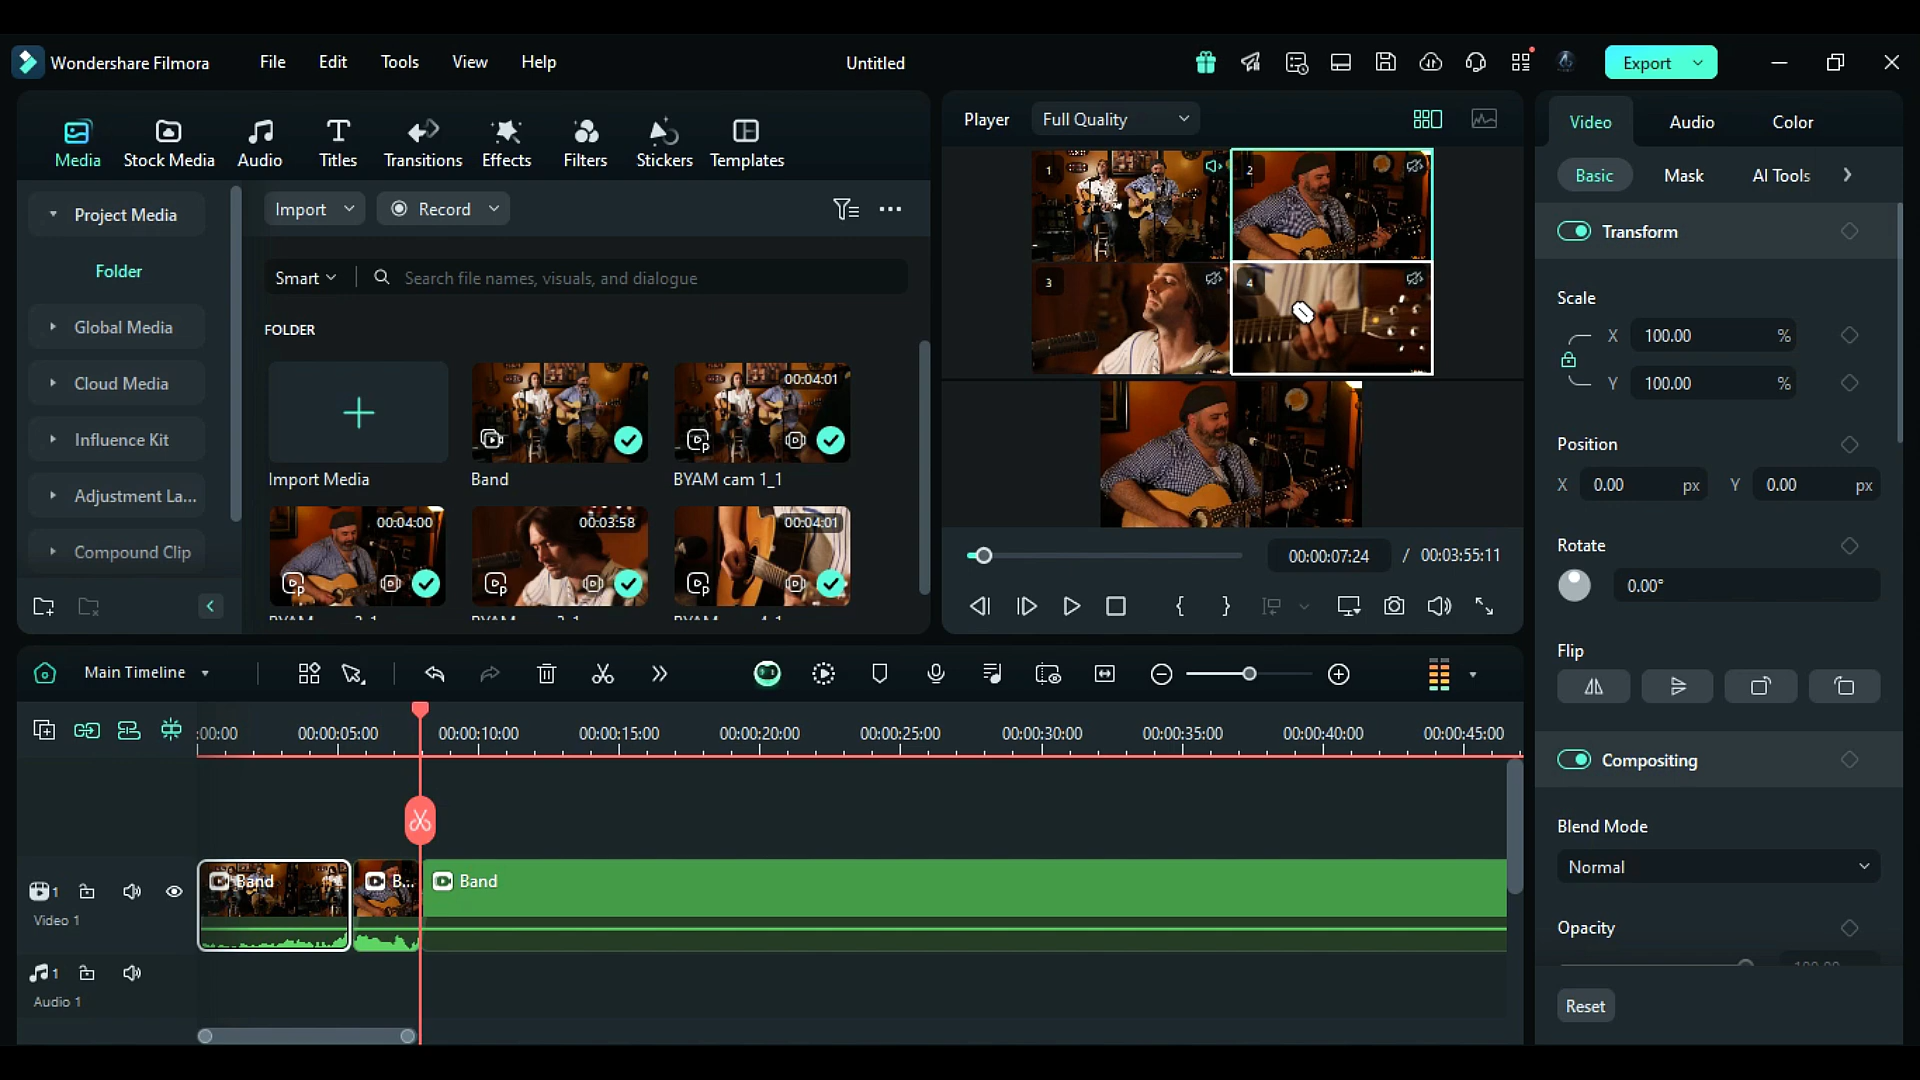 Wondershare Filmora
File
Edit
Tools
View
Help
Untitled
Export
Media
Stock Media
Audio
Titles
Transitions
Effects
Filters
Stickers
Templates
Project Media
Folder
Global Media
Cloud Media
Influence Kit
Adjustment La...
Compound Clip
Import
Record
Smart
Search file names, visuals, and dialogue
FOLDER
Import Media
Band
00:04:01
BYAM cam 1_1
00:04:00
00:03:58
00:04:01
Player
Full Quality
1
2
3
4
00:00:07:24 / 00:03:55:11
Video
Audio
Color
Basic
Mask
AI Tools
Transform
Scale
X 100.00 %
Y 100.00 %
Position
X 0.00 px Y 0.00 px
Rotate
0.00°
Flip
Compositing
Blend Mode
Normal
Opacity
Reset
Main Timeline
:00:00
00:00:05:00
00:00:10:00
00:00:15:00
00:00:20:00
00:00:25:00
00:00:30:00
00:00:35:00
00:00:40:00
00:00:45:00
1
Video 1
Band
B...
Band
1
Audio 1